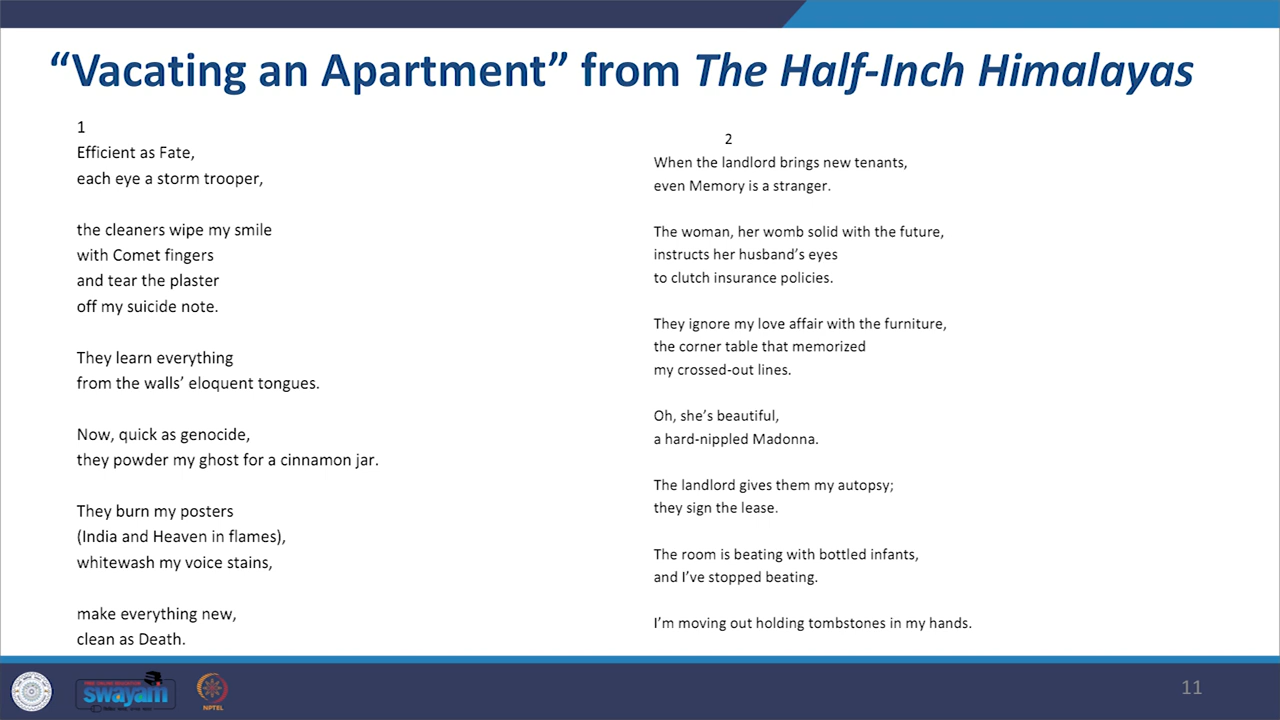 “Vacating an Apartment” from The Half-Inch Himalayas
1
Efficient as Fate,
each eye a storm trooper,
the cleaners wipe my smile
with Comet fingers
and tear the plaster
off my suicide note.
They learn everything
from the walls’ eloquent tongues.
Now, quick as genocide,
they powder my ghost for a cinnamon jar.
They burn my posters
(India and Heaven in flames),
whitewash my voice stains,
make everything new,
clean as Death.
2
When the landlord brings new tenants,
even Memory is a stranger.
The woman, her womb solid with the future,
instructs her husband’s eyes
to clutch insurance policies.
They ignore my love affair with the furniture,
the corner table that memorized
my crossed-out lines.
Oh, she’s beautiful,
a hard-nippled Madonna.
The landlord gives them my autopsy;
they sign the lease.
The room is beating with bottled infants,
and I’ve stopped beating.
I’m moving out holding tombstones in my hands.
swayam
NPTEL
11